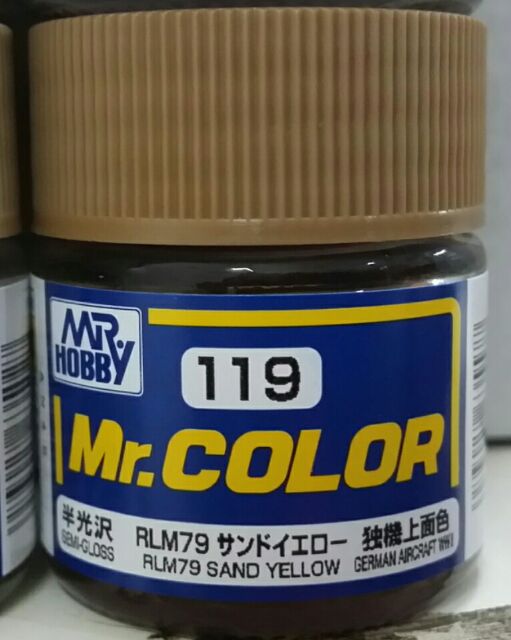 MR.
HOBBY
119
Mr.COLOR
半光沢
SEMI-GLOSS
RLM79 サンドイエロー
RLM79 SAND YELLOW
独機上面色
GERMAN AIRCRAFT WWⅡ